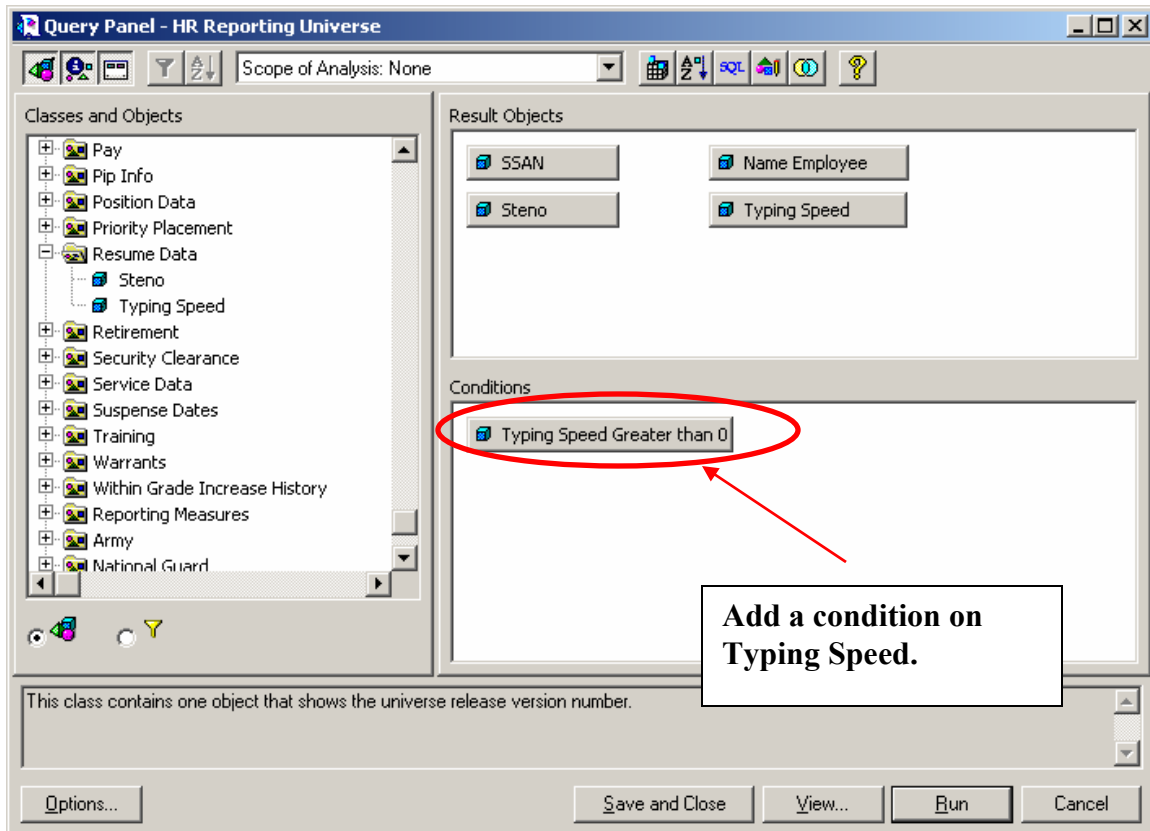 Query Panel - HR Reporting Universe
Scope of Analysis: None
SQL
Classes and Objects
Pay
Pip Info
Position Data
Priority Placement
Resume Data
Steno
Typing Speed
Retirement
Security Clearance
Service Data
Suspense Dates
Training
Warrants
Within Grade Increase History
Reporting Measures
Army
National Guard
Result Objects
SSAN
Name Employee
Steno
Typing Speed
Conditions
Typing Speed Greater than 0
Add a condition on
Typing Speed.
This class contains one object that shows the universe release version number.
Options...
Save and Close
View...
Run
Cancel